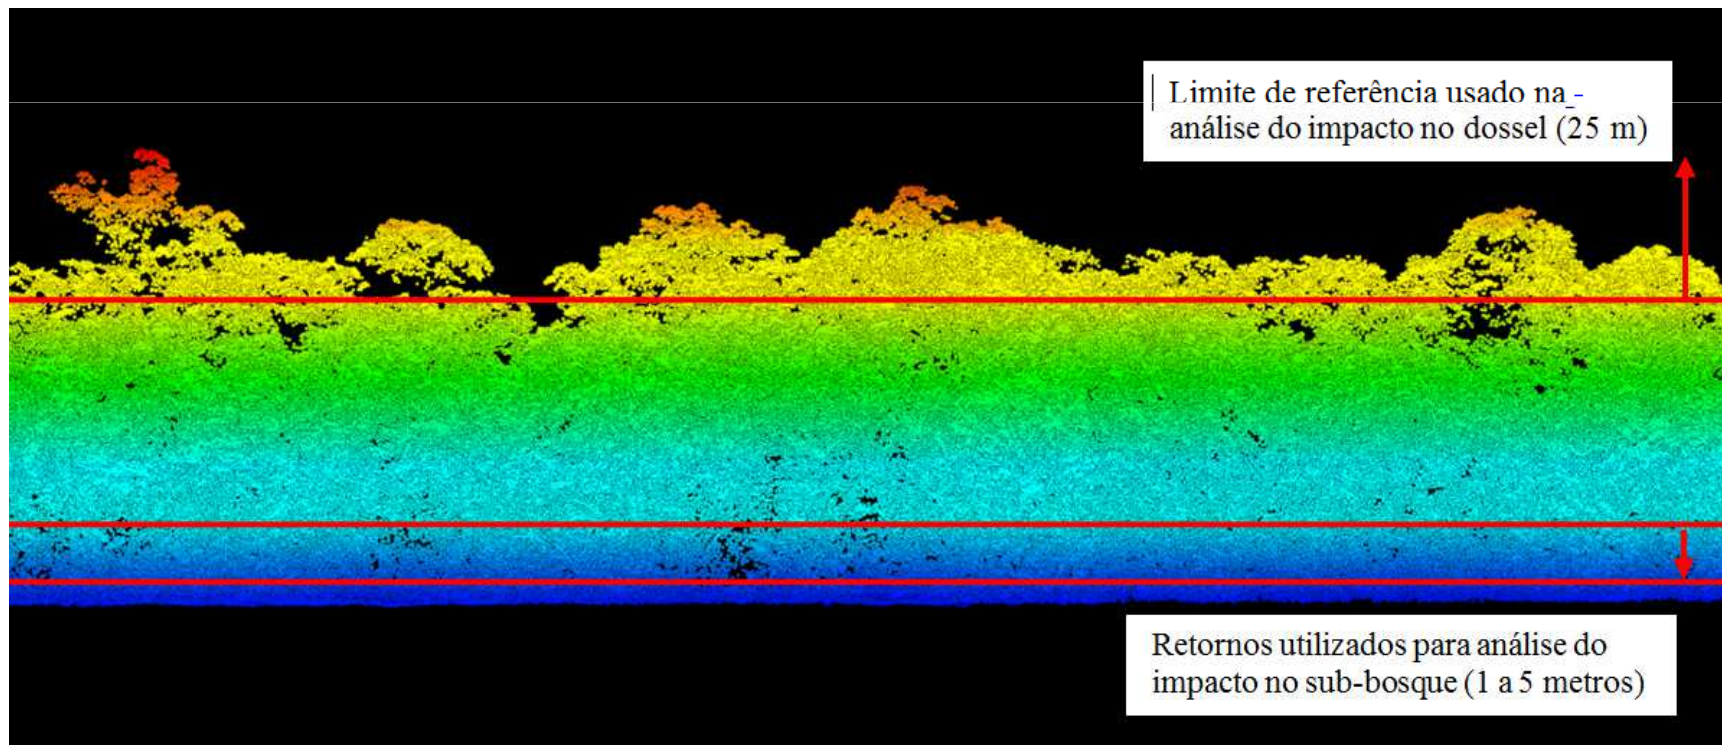 Limite de referência usado na -
análise do impacto no dossel (25 m)
Retornos utilizados para análise do
impacto no sub-bosque (1 a 5 metros)